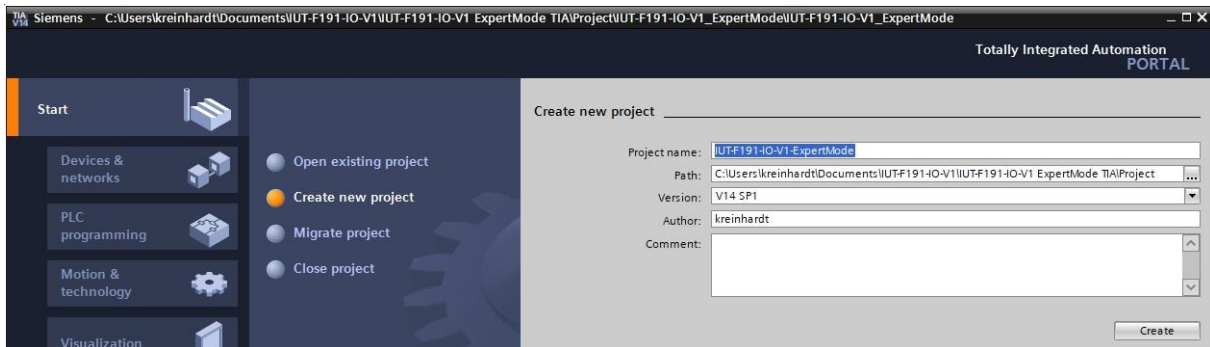 TIA V14 Siemens - C:\Users\kreinhardt\Documents\IUT-F191-IO-V1\IUT-F191-IO-V1 ExpertMode TIA\Project\IUT-F191-IO-V1_ExpertMode\IUT-F191-IO-V1_ExpertMode
Totally Integrated Automation
PORTAL
Start
Devices &
networks
PLC
programming
Motion &
technology
Visualization
Open existing project
Create new project
Migrate project
Close project
Create new project
Project name: IUT-F191-IO-V1-ExpertMode
Path: C:\Users\kreinhardt\Documents\IUT-F191-IO-V1\IUT-F191-IO-V1 ExpertMode TIA\Project ...
Version: V14 SP1
Author: kreinhardt
Comment:
Create